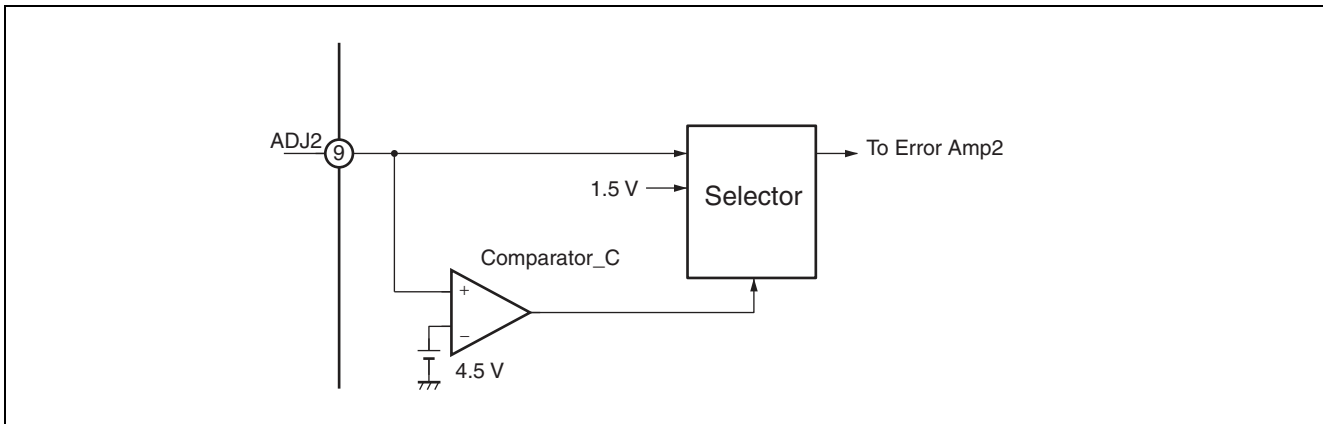 ADJ2
9
To Error Amp2
1.5 V
Selector
Comparator_C
+
−
4.5 V